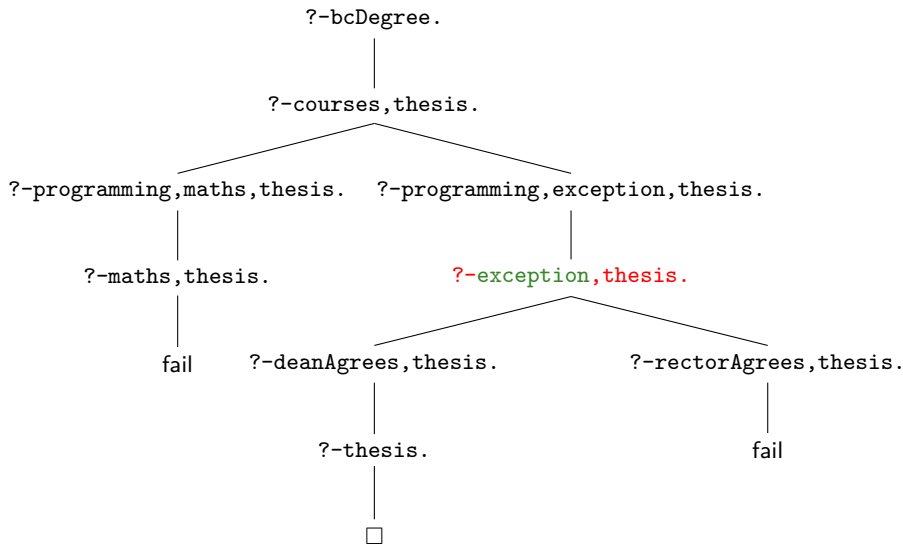 ?-bcDegree.
?-courses,thesis.
?-programming,maths,thesis.
?-programming,exception,thesis.
?-maths,thesis.
?-exception,thesis.
fail
?-deanAgrees,thesis.
?-rectorAgrees,thesis.
?-thesis.
fail
□